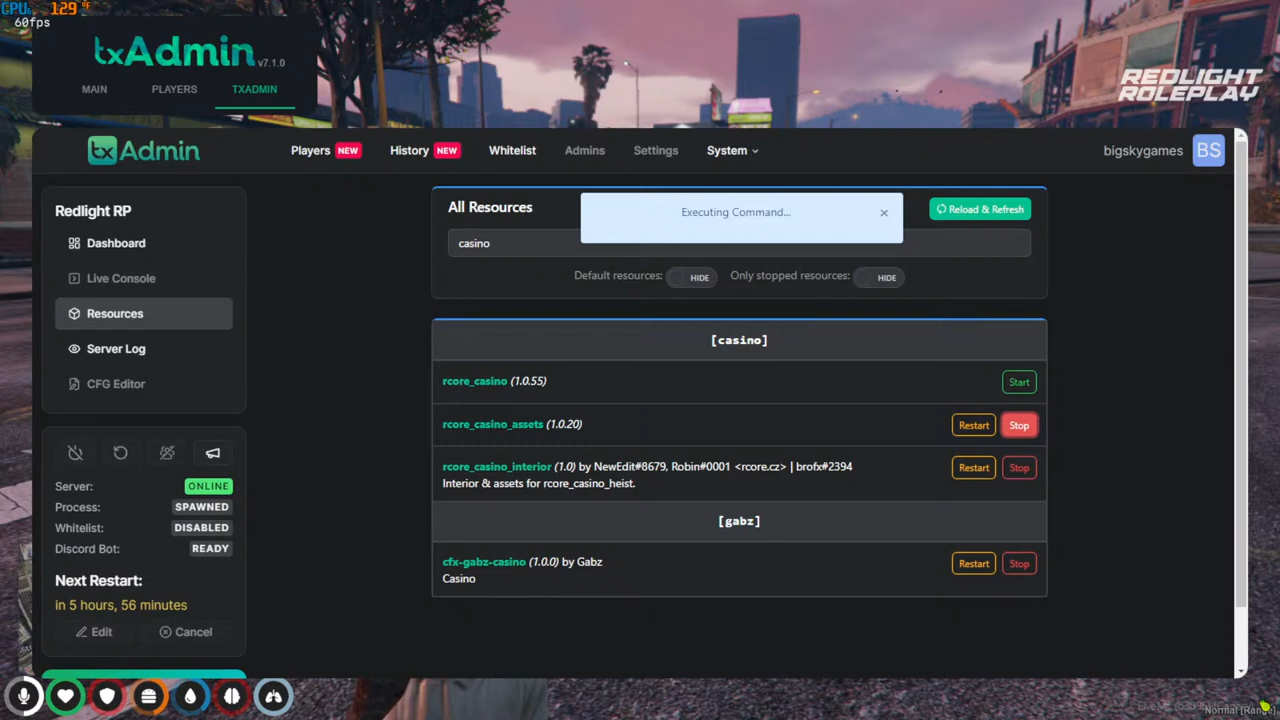 CPU 129 °F
60fps
txAdmin v7.1.0
MAIN PLAYERS TXADMIN
REDLIGHT
ROLEPLAY
tx Admin
Players NEW History NEW Whitelist Admins Settings System
bigskygames BS
Redlight RP
Dashboard
Live Console
Resources
Server Log
CFG Editor
Server: ONLINE
Process: SPAWNED
Whitelist: DISABLED
Discord Bot: READY
Next Restart:
in 5 hours, 56 minutes
Edit Cancel
All Resources
Executing Command... ×
Reload & Refresh
casino
Default resources: HIDE Only stopped resources: HIDE
[casino]
rcore_casino (1.0.55) Start
rcore_casino_assets (1.0.20) Restart Stop
rcore_casino_interior (1.0) by NewEdit#8679, Robin#0001 <rcore.cz> | brofx#2394 Restart Stop
Interior & assets for rcore_casino_heist.
[gabz]
cfx-gabz-casino (1.0.0) by Gabz Restart Stop
Casino